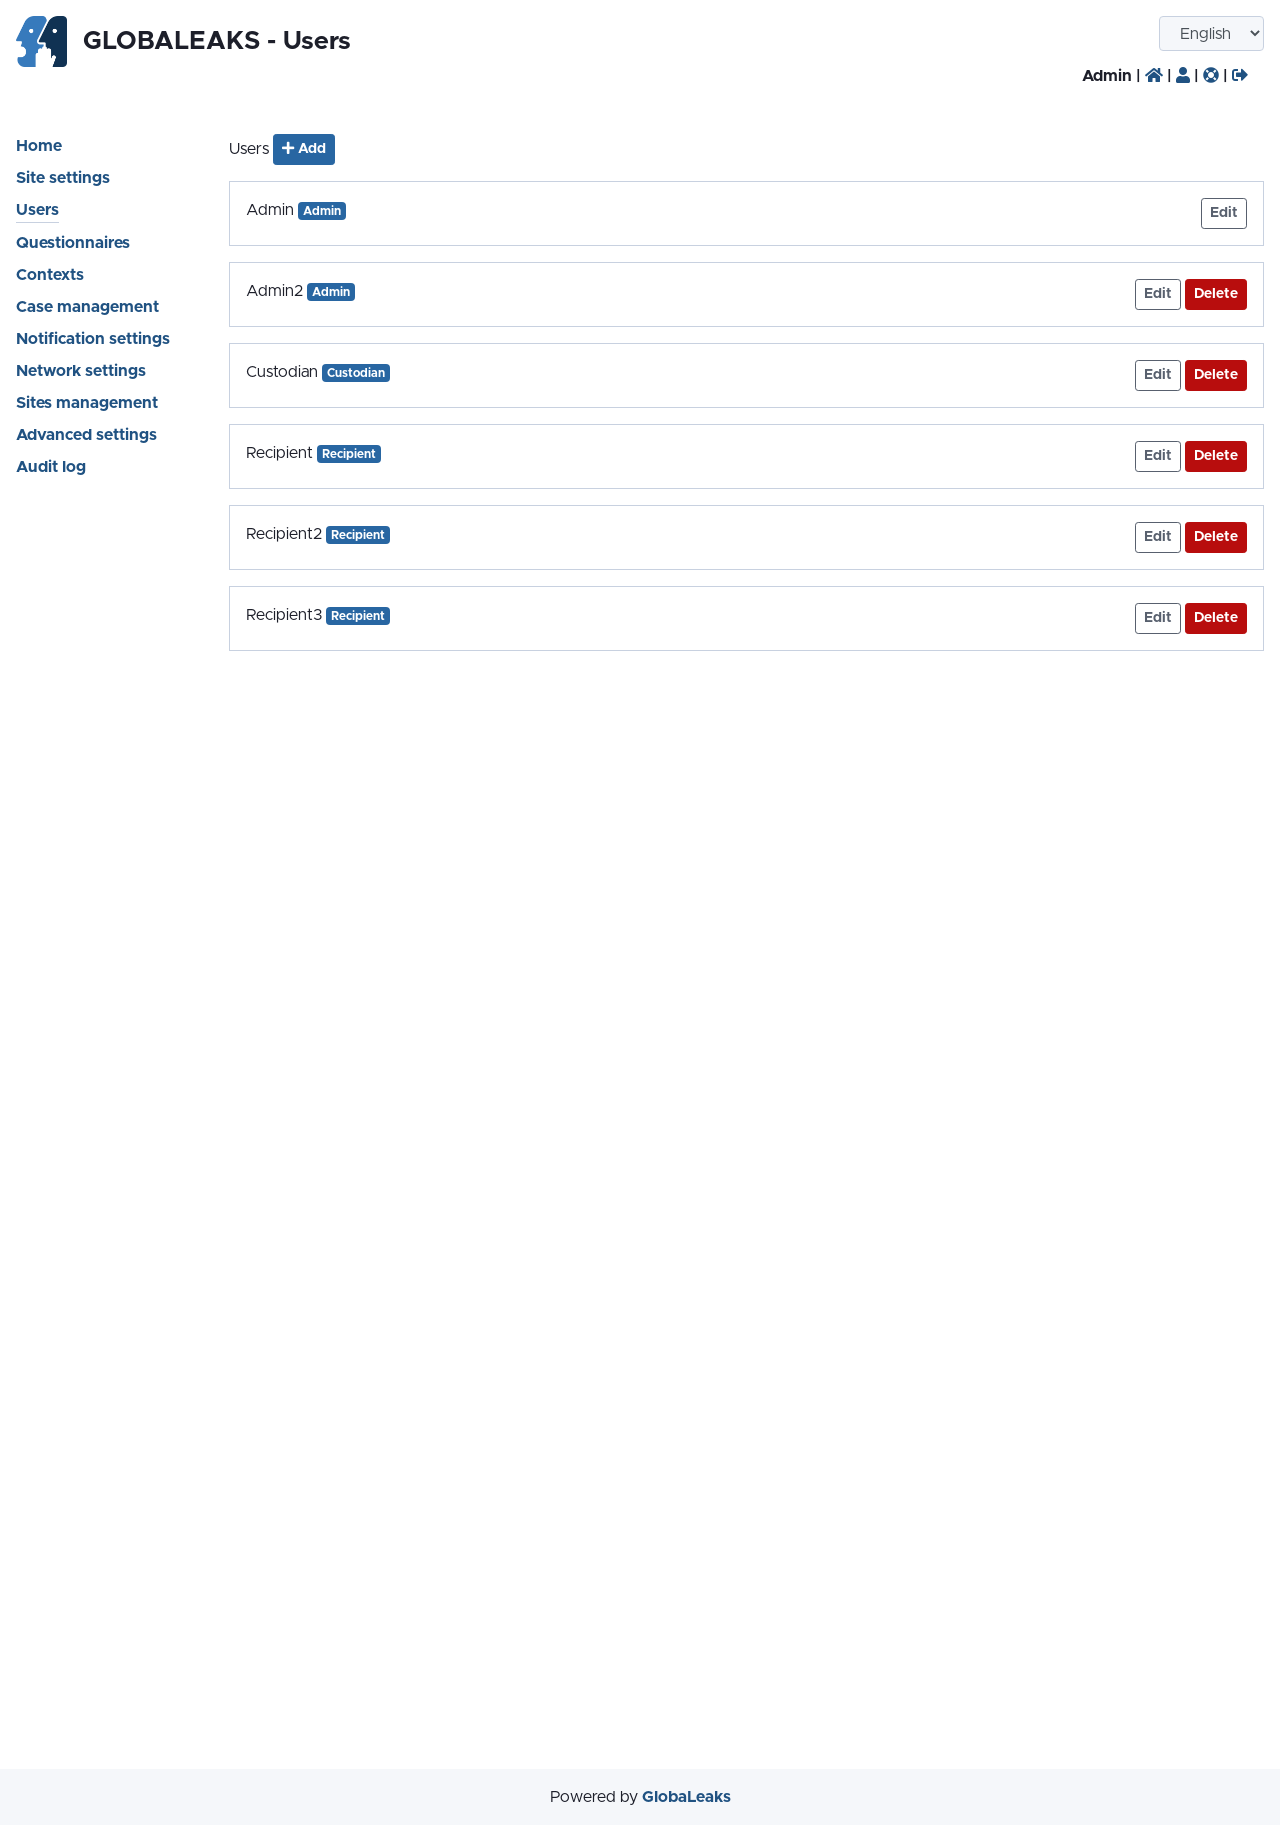 GLOBALEAKS - Users
English
Admin | | | |
Home
Site settings
Users
Questionnaires
Contexts
Case management
Notification settings
Network settings
Sites management
Advanced settings
Audit log
Users Add
Admin Admin Edit
Admin2 Admin Edit Delete
Custodian Custodian Edit Delete
Recipient Recipient Edit Delete
Recipient2 Recipient Edit Delete
Recipient3 Recipient Edit Delete
Powered by GlobaLeaks